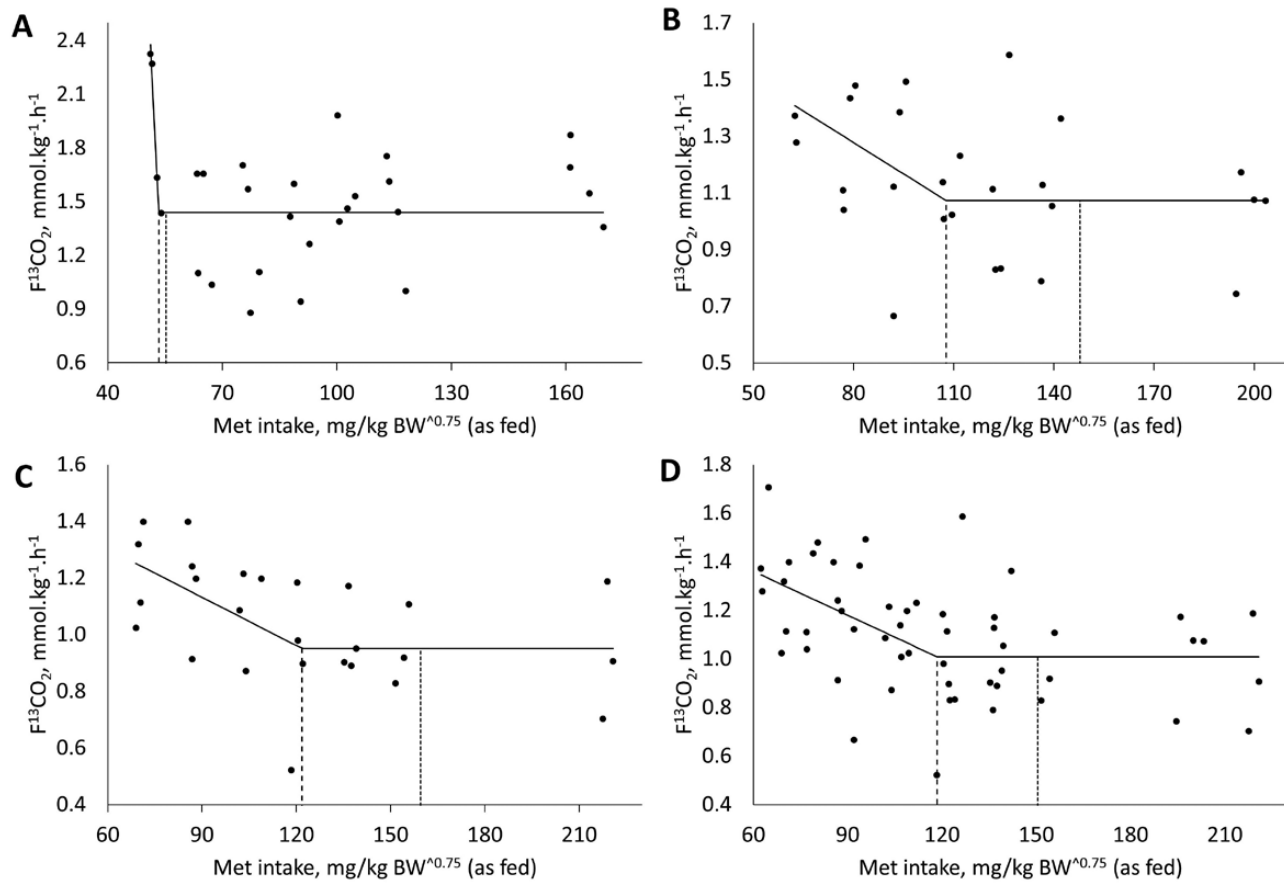 A
2.4
2.1
1.8
1.5
1.2
0.9
0.6
F¹³CO₂, mmol.kg⁻¹.h⁻¹
40 70 100 130 160
Met intake, mg/kg BW^0.75 (as fed)
B
1.7
1.5
1.3
1.1
0.9
0.7
0.5
F¹³CO₂, mmol.kg⁻¹.h⁻¹
50 80 110 140 170 200
Met intake, mg/kg BW^0.75 (as fed)
C
1.6
1.4
1.2
1.0
0.8
0.6
0.4
F¹³CO₂, mmol.kg⁻¹.h⁻¹
60 90 120 150 180 210
Met intake, mg/kg BW^0.75 (as fed)
D
1.8
1.6
1.4
1.2
1.0
0.8
0.6
0.4
F¹³CO₂, mmol.kg⁻¹.h⁻¹
60 90 120 150 180 210
Met intake, mg/kg BW^0.75 (as fed)